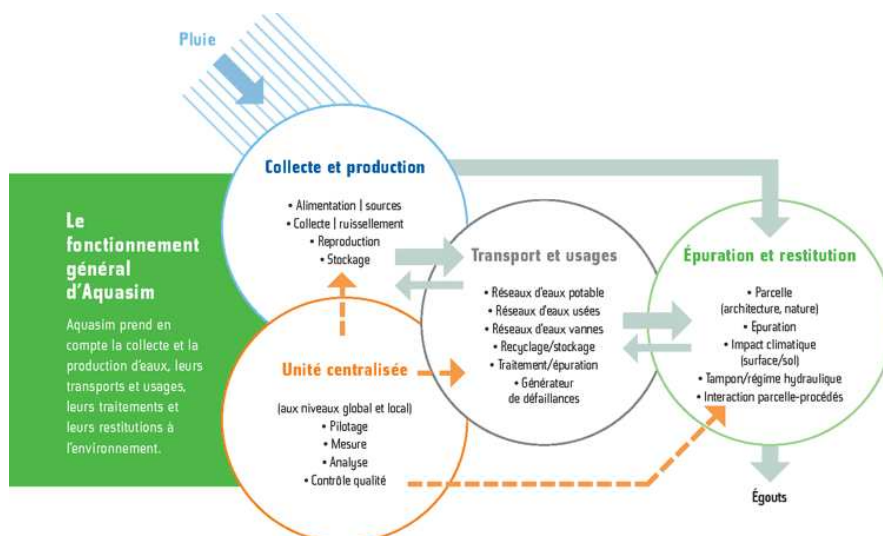 Pluie
Le
fonctionnement
général
d'Aquasim
Aquasim prend en
compte la collecte et la
production d'eaux, leurs
transports et usages,
leurs traitements et
leurs restitutions à
l'environnement.
Collecte et production
• Alimentation | sources
• Collecte | ruissellement
• Reproduction
• Stockage
Unité centralisée
(aux niveaux global et local)
• Pilotage
• Mesure
• Analyse
• Contrôle qualité
Transport et usages
• Réseaux d'eaux potable
• Réseaux d'eaux usées
• Réseaux d'eaux vannes
• Recyclage/stockage
• Traitement/épuration
• Générateur
de défaillances
Épuration et restitution
• Parcelle
(architecture, nature)
• Epuration
• Impact climatique
(surface/sol)
• Tampon/régime hydraulique
• Interaction parcelle-procédés
Égouts